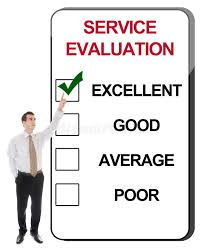 SERVICE
EVALUATION
EXCELLENT
GOOD
AVERAGE
POOR